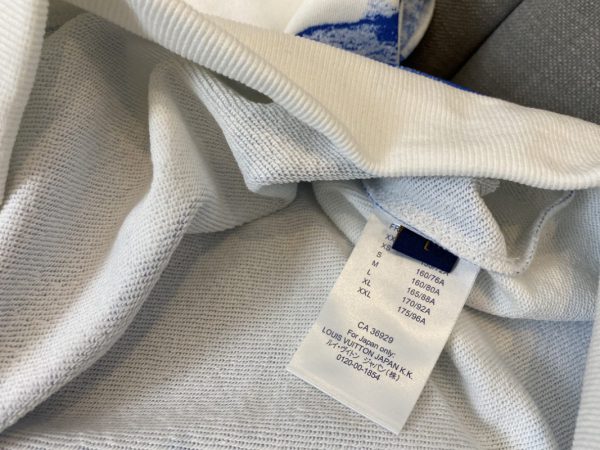 L
XS
S 160/76A
M 160/80A
L 165/88A
XL 170/92A
XXL 175/96A
CA 36929
For Japan only:
LOUIS VUITTON JAPAN K.K.
ルイ・ヴィトン ジャパン(株)
0120-00-1854